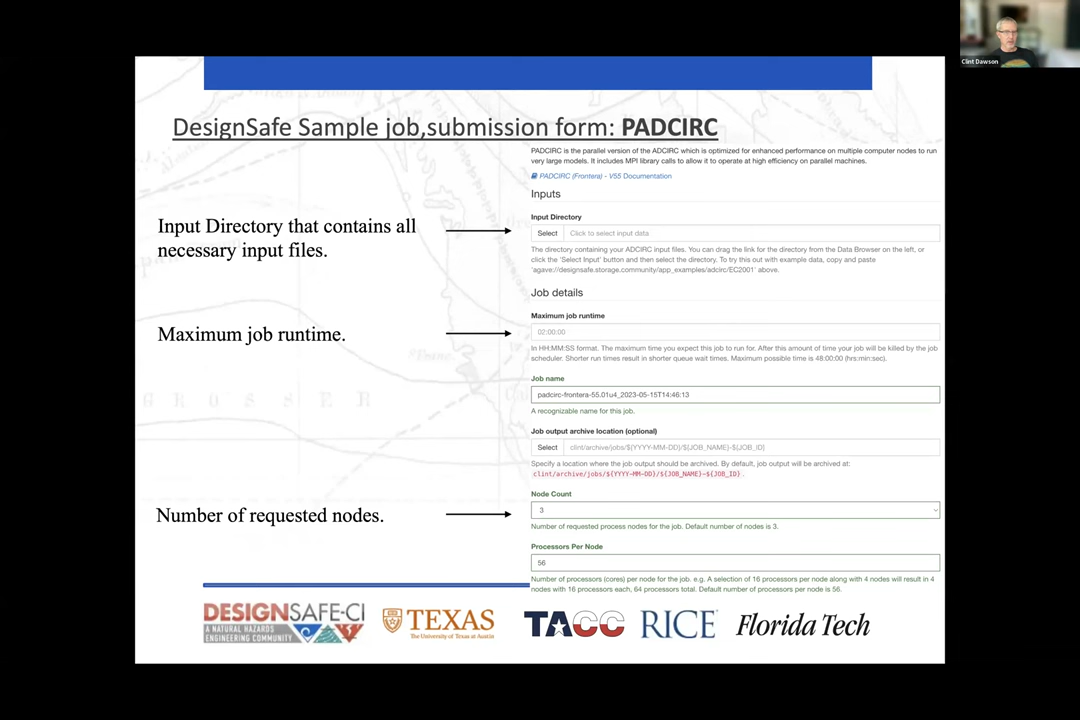 Clint Dawson
DesignSafe Sample job,submission form: PADCIRC
PADCIRC is the parallel version of the ADCIRC which is optimized for enhanced performance on multiple computer nodes to run
very large models. It includes MPI library calls to allow it to operate at high efficiency on parallel machines.
PADCIRC (Frontera) - V55 Documentation
Inputs
Input Directory that contains all
necessary input files.
Input Directory
Select Click to select input data
The directory containing your ADCIRC input files. You can drag the link for the directory from the Data Browser on the left, or
click the 'Select Input' button and then select the directory. To try this out with example data, copy and paste
'agave://designsafe.storage.community/app_examples/adcirc/EC2001' above.
Job details
Maximum job runtime.
Maximum job runtime
02:00:00
In HH:MM:SS format. The maximum time you expect this job to run for. After this amount of time your job will be killed by the job
scheduler. Shorter run times result in shorter queue wait times. Maximum possible time is 48:00:00 (hrs:min:sec).
Job name
padcirc-frontera-55.01u4_2023-05-15T14:46:13
A recognizable name for this job.
Job output archive location (optional)
Select clint/archive/jobs/${YYYY-MM-DD}/${JOB_NAME}-${JOB_ID}
Specify a location where the job output should be archived. By default, job output will be archived at:
clint/archive/jobs/${YYYY-MM-DD}/${JOB_NAME}-${JOB_ID}.
Number of requested nodes.
Node Count
3
Number of requested process nodes for the job. Default number of nodes is 3.
Processors Per Node
56
Number of processors (cores) per node for the job. e.g. A selection of 16 processors per node along with 4 nodes will result in 4
nodes with 16 processors each, 64 processors total. Default number of processors per node is 56.
DESIGNSAFE-CI
A NATURAL HAZARDS
ENGINEERING COMMUNITY
TEXAS
The University of Texas at Austin
TACC
RICE
Florida Tech
GROSSER